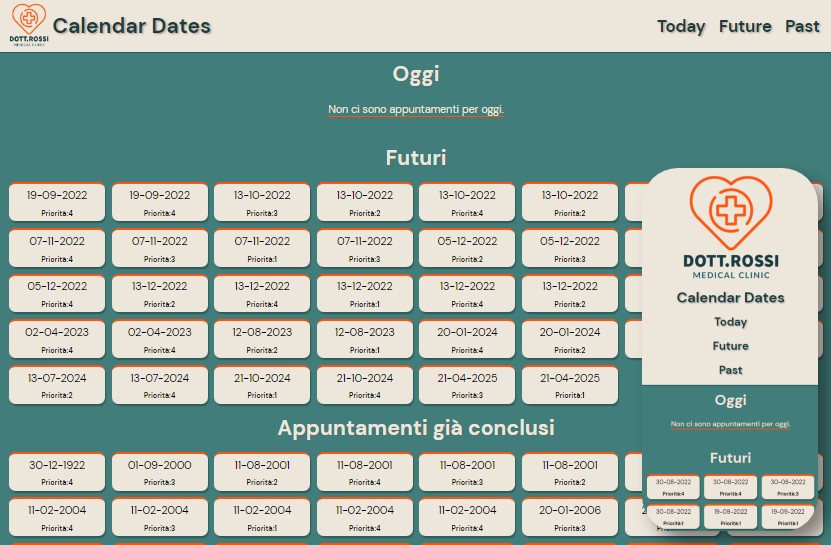 DOTT.ROSSI
MEDICAL CLINIC
Calendar Dates
Today Future Past
Oggi
Non ci sono appuntamenti per oggi.
Futuri
19-09-2022 19-09-2022 13-10-2022 13-10-2022 13-10-2022 13-10-2022
Priorità:4 Priorità:4 Priorità:3 Priorità:2 Priorità:4 Priorità:2
07-11-2022 07-11-2022 07-11-2022 07-11-2022 05-12-2022 05-12-2022
Priorità:4 Priorità:3 Priorità:1 Priorità:3 Priorità:2 Priorità:3
05-12-2022 13-12-2022 13-12-2022 13-12-2022 13-12-2022 13-12-2022
Priorità:4 Priorità:2 Priorità:4 Priorità:1 Priorità:4 Priorità:2
02-04-2023 02-04-2023 12-08-2023 12-08-2023 20-01-2024 20-01-2024
Priorità:4 Priorità:3 Priorità:2 Priorità:1 Priorità:4 Priorità:2
13-07-2024 13-07-2024 21-10-2024 21-10-2024 21-04-2025 21-04-2025
Priorità:2 Priorità:4 Priorità:1 Priorità:4 Priorità:3 Priorità:1
Appuntamenti già conclusi
30-12-1922 01-09-2000 11-08-2001 11-08-2001 11-08-2001 11-08-2001
Priorità:4 Priorità:3 Priorità:2 Priorità:4 Priorità:3 Priorità:2
11-02-2004 11-02-2004 11-02-2004 11-02-2004 11-02-2004 20-01-2006
Priorità:4 Priorità:3 Priorità:1 Priorità:4 Priorità:4 Priorità:3
DOTT.ROSSI
MEDICAL CLINIC
Calendar Dates
Today
Future
Past
Oggi
Non ci sono appuntamenti per oggi.
Futuri
30-08-2022 30-08-2022 30-08-2022
Priorità:4 Priorità:4 Priorità:3
30-08-2022 19-09-2022 19-09-2022
Priorità:1 Priorità:1 Priorità:1